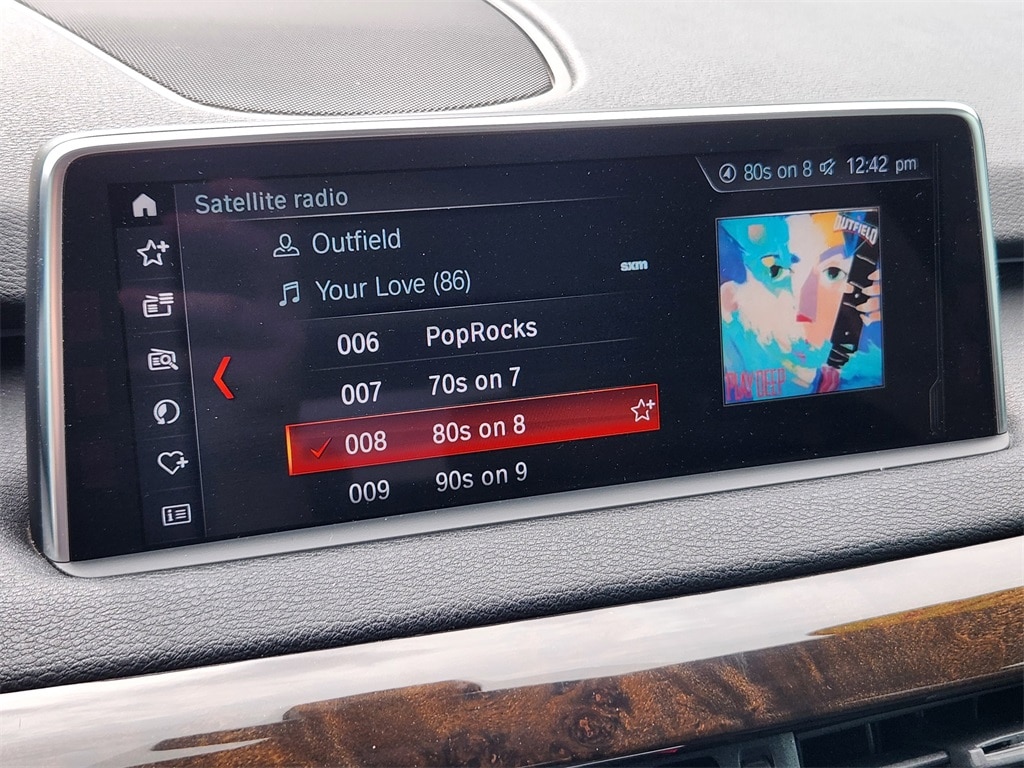 80s on 8 12:42 pm
Satellite radio
Outfield
Your Love (86)
sxm
006 PopRocks
007 70s on 7
008 80s on 8
009 90s on 9
OUTFIELD
PLAY DEEP